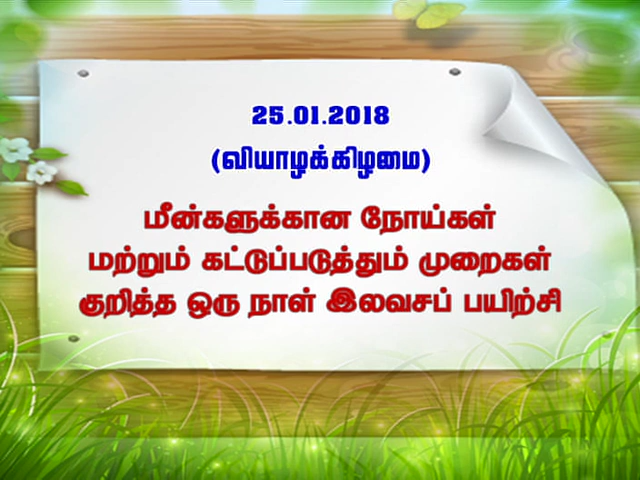 25.01.2018
(வியாழக்கிழமை)
மீன்களுக்கான நோய்கள்
மற்றும் கட்டுப்படுத்தும் முறைகள்
குறித்த ஒரு நாள் இலவசப் பயிற்சி